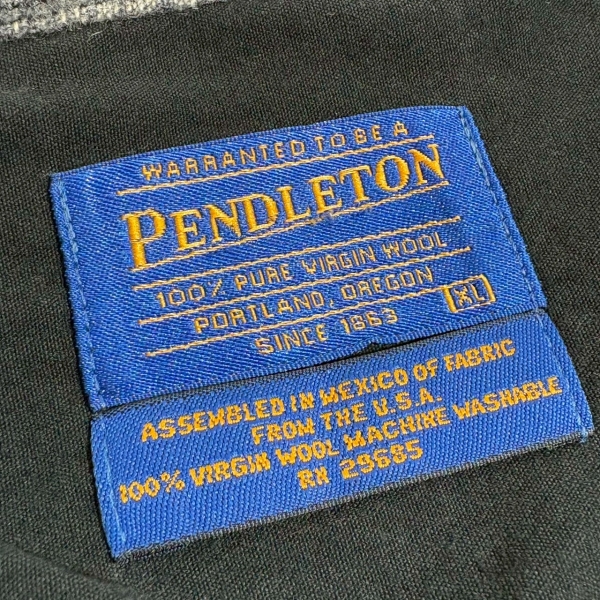 WARRANTED TO BE A
PENDLETON
100% PURE VIRGIN WOOL
PORTLAND, OREGON
XL
SINCE 1863
ASSEMBLED IN MEXICO OF FABRIC
FROM THE U.S.A.
100% VIRGIN WOOL MACHINE WASHABLE
RN 29685